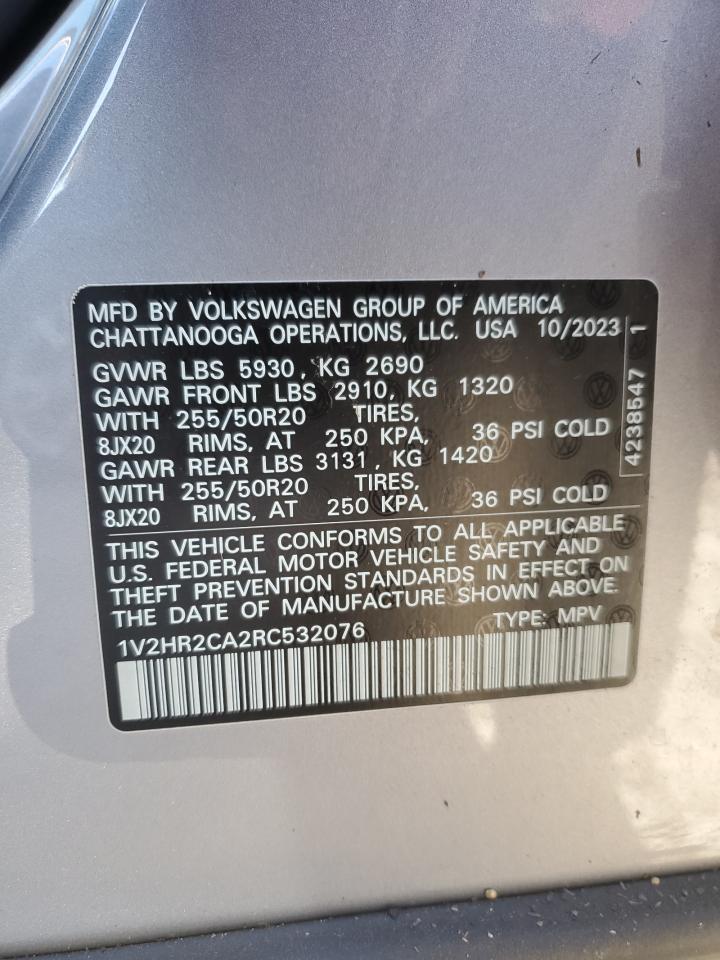 MFD BY VOLKSWAGEN GROUP OF AMERICA
CHATTANOOGA OPERATIONS, LLC. USA 10/2023
GVWR LBS 5930, KG 2690
GAWR FRONT LBS 2910, KG 1320
WITH 255/50R20 TIRES,
8JX20 RIMS, AT 250 KPA, 36 PSI COLD
GAWR REAR LBS 3131, KG 1420
WITH 255/50R20 TIRES,
8JX20 RIMS, AT 250 KPA, 36 PSI COLD
THIS VEHICLE CONFORMS TO ALL APPLICABLE
U.S. FEDERAL MOTOR VEHICLE SAFETY AND
THEFT PREVENTION STANDARDS IN EFFECT ON
THE DATE OF MANUFACTURE SHOWN ABOVE.
1V2HR2CA2RC532076 TYPE: MPV
4238547 1